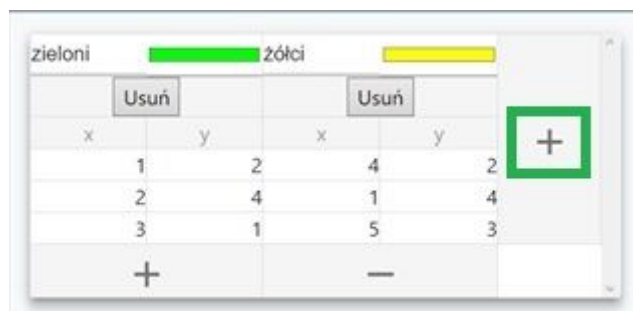 zieloni żółci
Usuń Usuń
x y x y
+
1 2 4 2
2 4 1 4
3 1 5 3
+ −